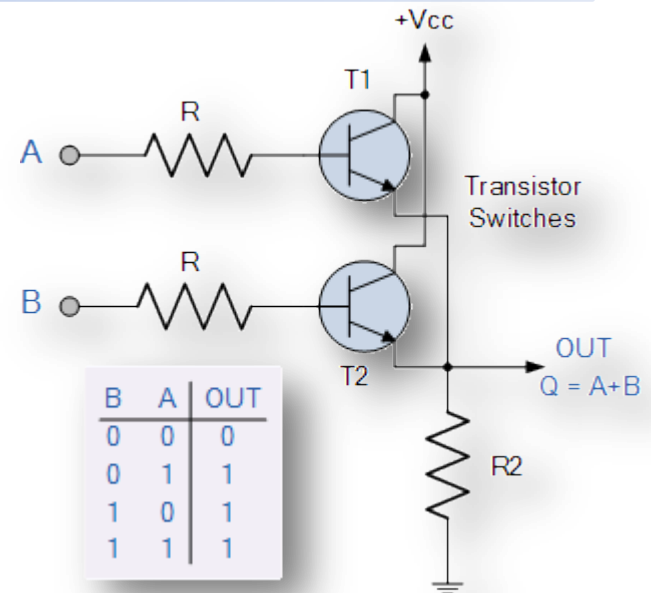 +Vcc
T1
R
A
Transistor
Switches
R
B
T2
OUT
Q = A+B
B A OUT
0 0 0
0 1 1
1 0 1
1 1 1
R2